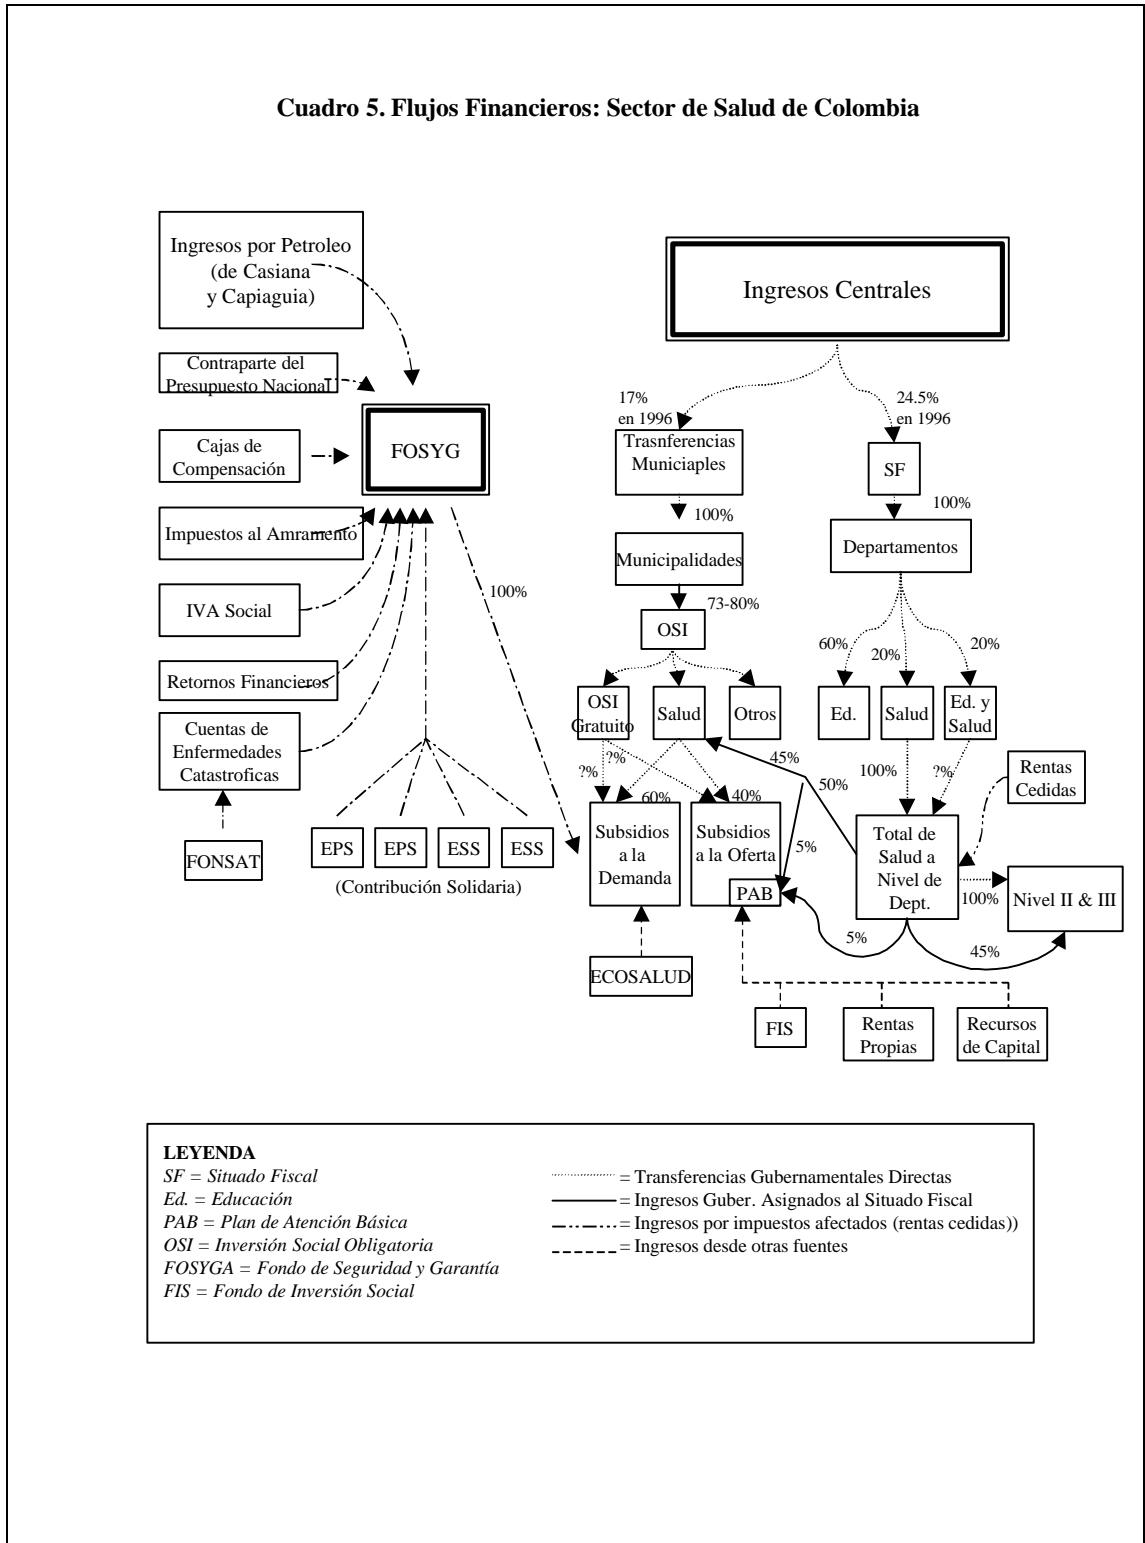 Cuadro 5. Flujos Financieros: Sector de Salud de Colombia
Ingresos por Petroleo
(de Casiana
y Capiaguia)
Contraparte del
Presupuesto Nacional
Cajas de
Compensación
Impuestos al Amramento
IVA Social
Retornos Financieros
Cuentas de
Enfermedades
Catastroficas
FONSAT
FOSYG
100%
EPS
EPS
ESS
ESS
(Contribución Solidaria)
Ingresos Centrales
17%
en 1996
24.5%
en 1996
Trasnferencias
Municiaples
SF
100%
100%
Municipalidades
Departamentos
73-80%
OSI
60%
20%
20%
OSI
Gratuito
Salud
Otros
Ed.
Salud
Ed. y
Salud
?%
?%
45%
50%
100%
?%
Rentas
Cedidas
60%
40%
Subsidios
a la
Demanda
Subsidios
a la Oferta
PAB
5%
Total de
Salud a
Nivel de
Dept.
100%
Nivel II & III
5%
45%
ECOSALUD
FIS
Rentas
Propias
Recursos
de Capital
LEYENDA
SF = Situado Fiscal
Ed. = Educación
PAB = Plan de Atención Básica
OSI = Inversión Social Obligatoria
FOSYGA = Fondo de Seguridad y Garantía
FIS = Fondo de Inversión Social
= Transferencias Gubernamentales Directas
= Ingresos Guber. Asignados al Situado Fiscal
= Ingresos por impuestos afectados (rentas cedidas))
= Ingresos desde otras fuentes